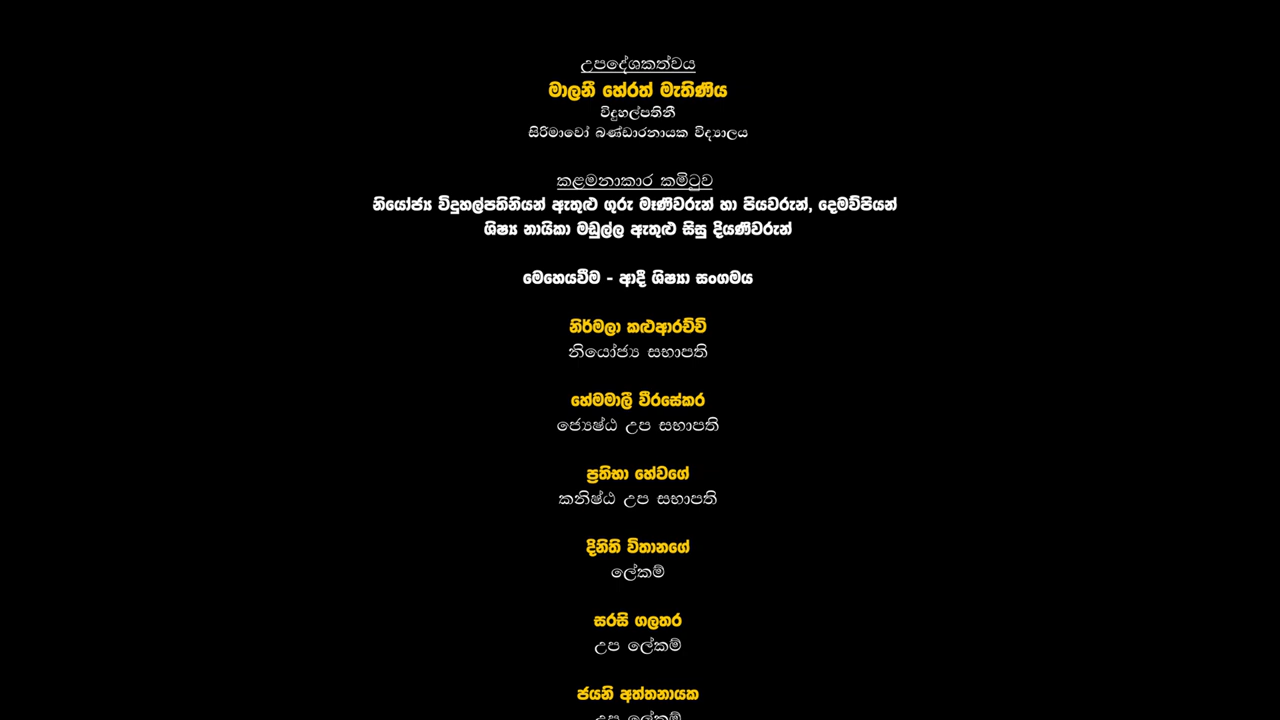 උපදේශකත්වය
මාලනී හේරත් මැතිණිය
විදුහල්පතිනී
සිරිමාවෝ බණ්ඩාරනායක විද්‍යාලය
කළමනාකාර කමිටුව
නියෝජ්‍ය විදුහල්පතිනියන් ඇතුළු ගුරු මෑණිවරුන් හා පියවරුන්, දෙමව්පියන්
ශිෂ්‍ය නායිකා මඩුල්ල ඇතුළු සිසු දියණිවරුන්
මෙහෙයවීම - ආදී ශිෂ්‍යා සංගමය
නිර්මලා කළුආරච්චි
නියෝජ්‍ය සභාපති
හේමමාලී වීරසේකර
ජ්‍යෙෂ්ඨ උප සභාපති
ප්‍රතිභා හේවගේ
කනිෂ්ඨ උප සභාපති
දිනිති විතානගේ
ලේකම්
සරසි ගලතර
උප ලේකම්
ජයනි අත්තනායක
උප ලේකම්